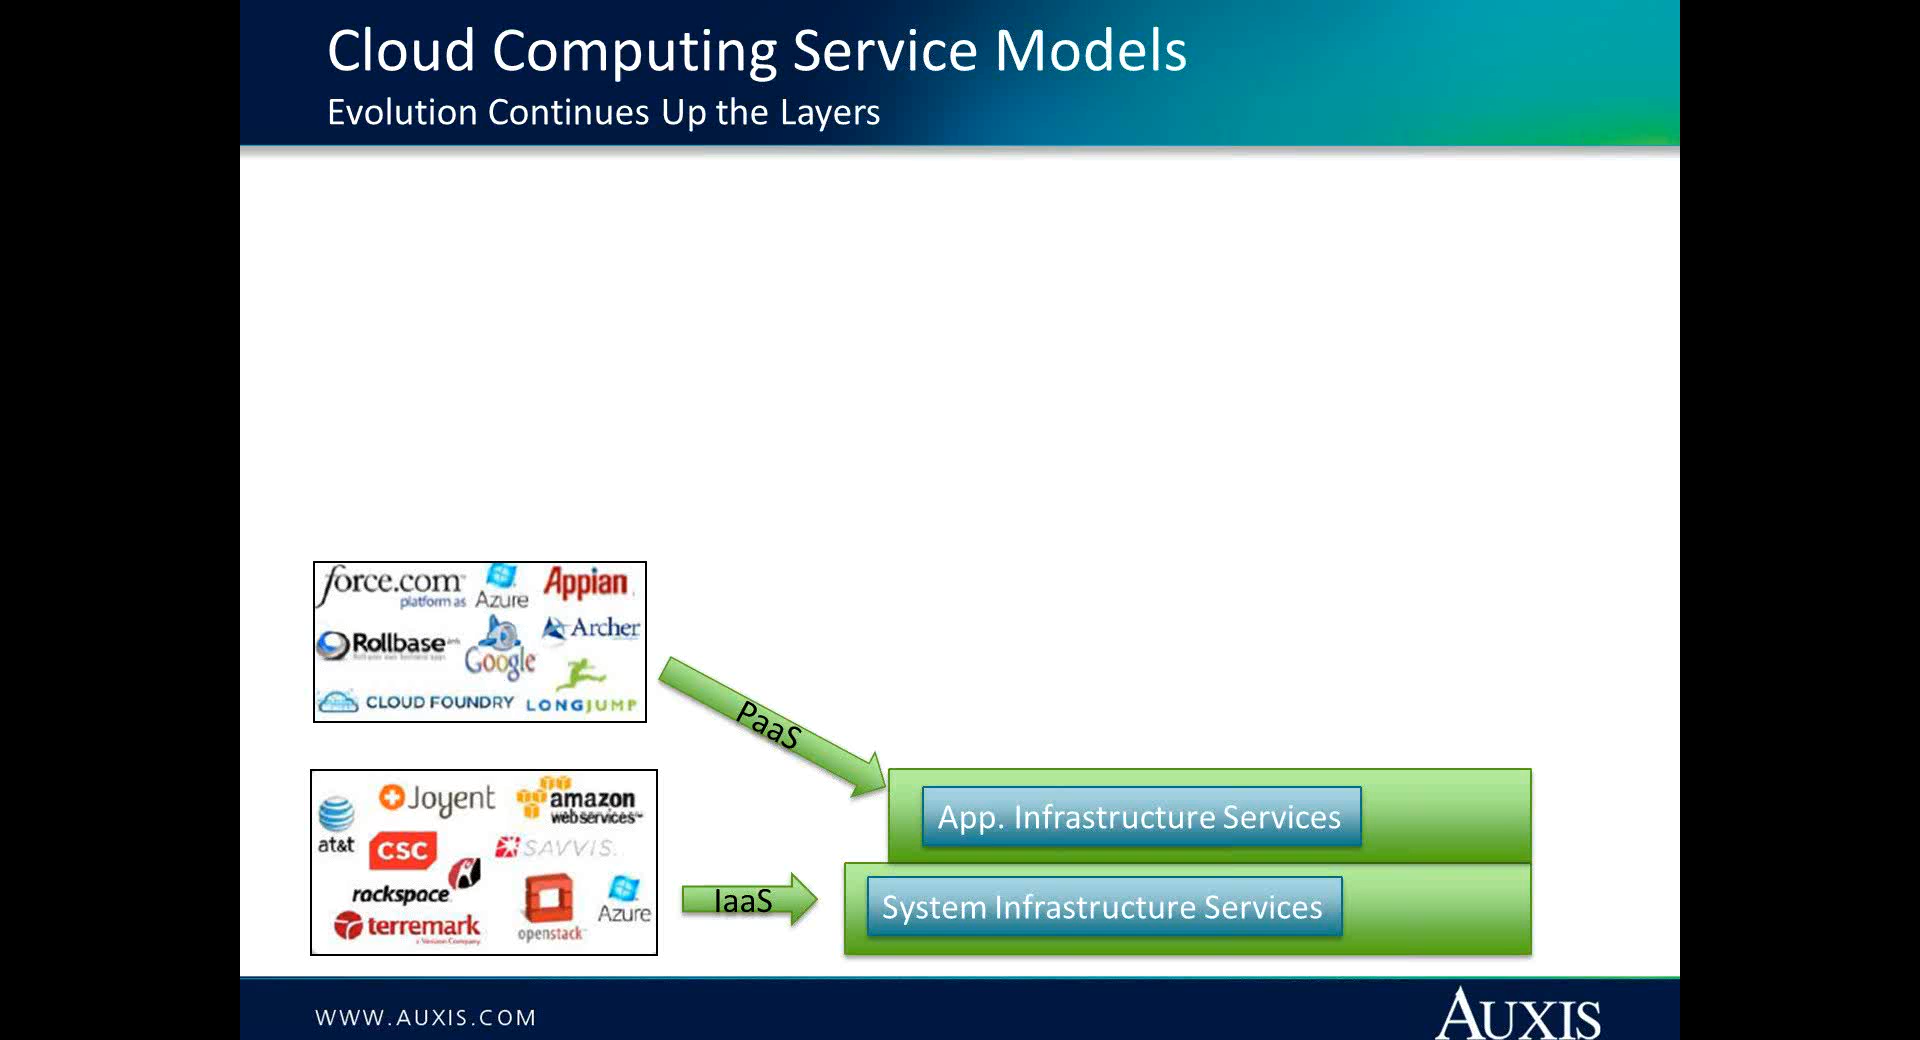 Cloud Computing Service Models
Evolution Continues Up the Layers
force.com
platform as
Azure
Appian
Rollbase
Google
Archer
CLOUD FOUNDRY
LONGJUMP
PaaS
at&t
Joyent
amazon
webservices™
CSC
SAVVIS.
rackspace
terremark
openstack
Azure
IaaS
App. Infrastructure Services
System Infrastructure Services
WWW.AUXIS.COM
AUXIS